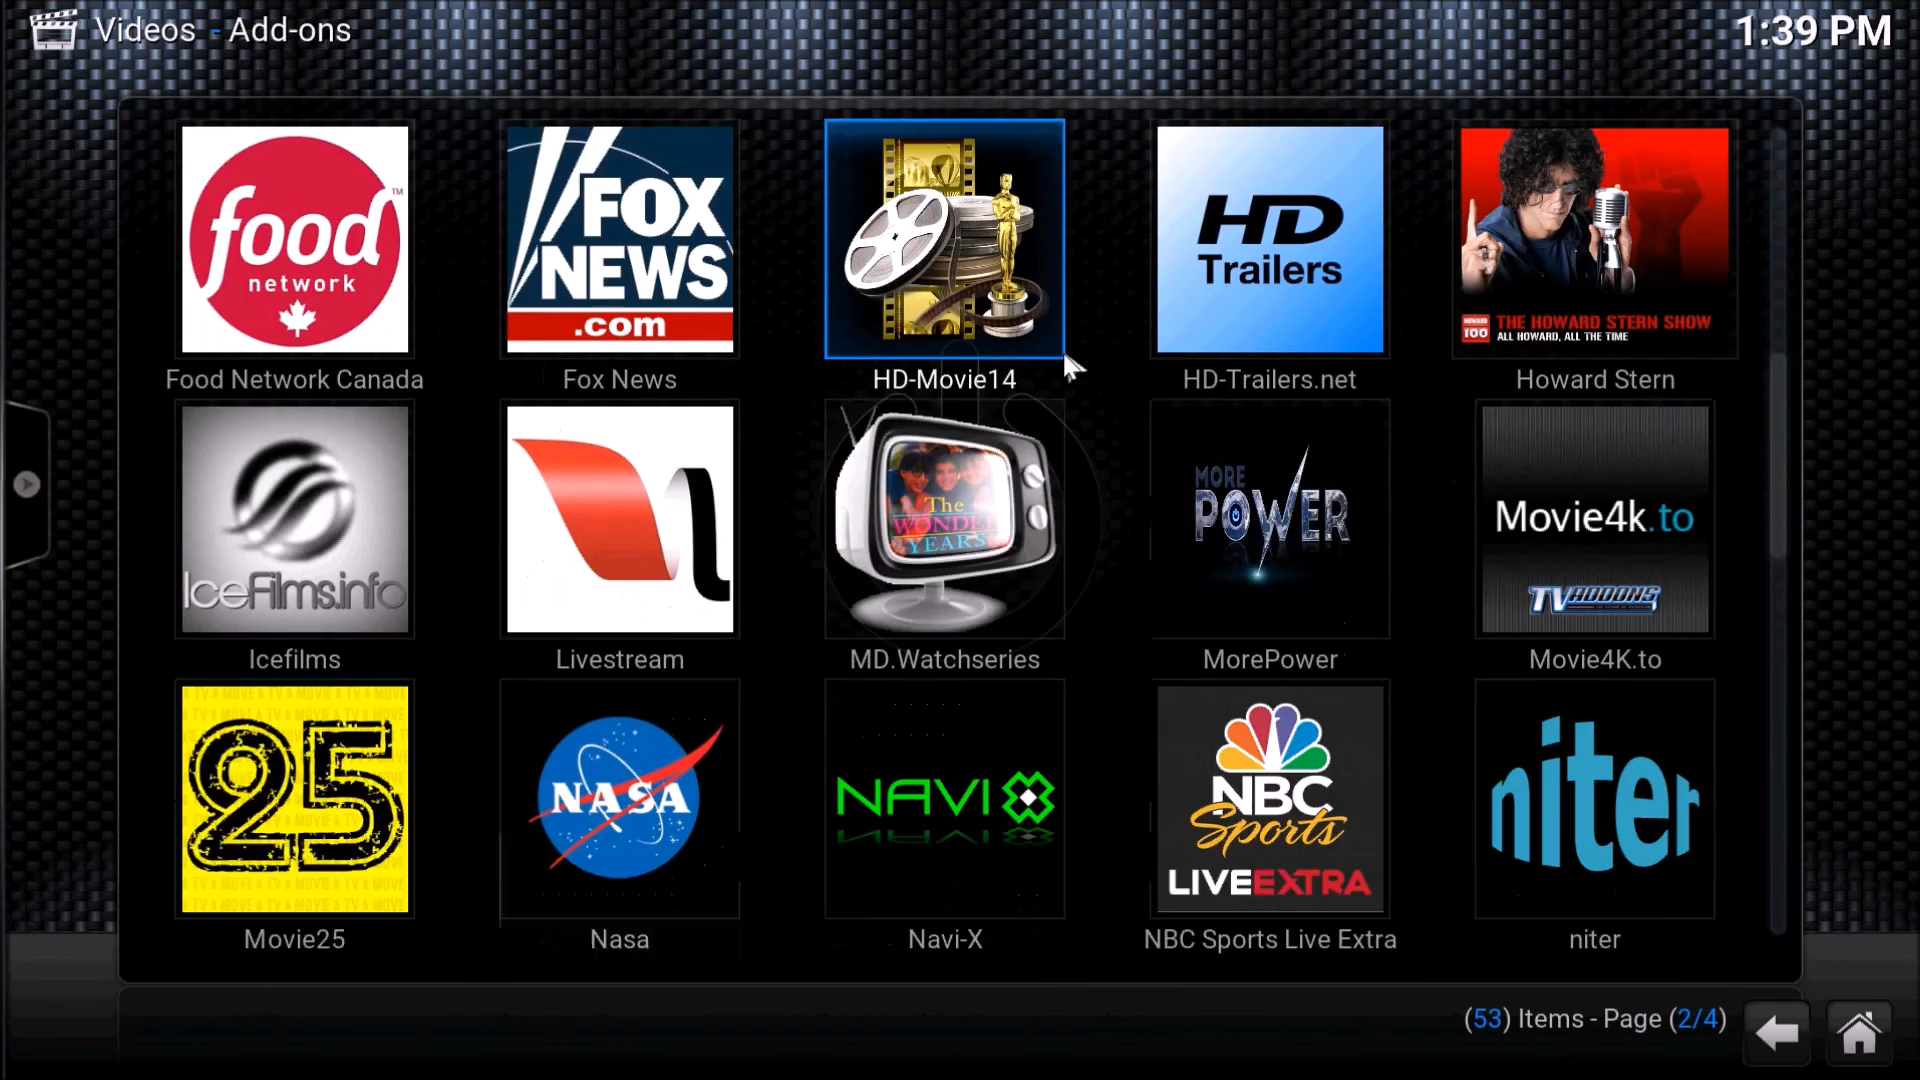 Videos - Add-ons
1:39 PM
food
network
TM
FOX
NEWS
.com
HD
Trailers
HOWARD
100
THE HOWARD STERN SHOW
ALL HOWARD, ALL THE TIME
Food Network Canada
Fox News
HD-Movie14
HD-Trailers.net
Howard Stern
IceFilms.info
The
WONDER
YEARS
MORE
POWER
Movie4k.to
TVADDONS
Icefilms
Livestream
MD.Watchseries
MorePower
Movie4K.to
25
NASA
NAVI X
NBC
Sports
LIVEEXTRA
niter
Movie25
Nasa
Navi-X
NBC Sports Live Extra
niter
(53) Items - Page (2/4)